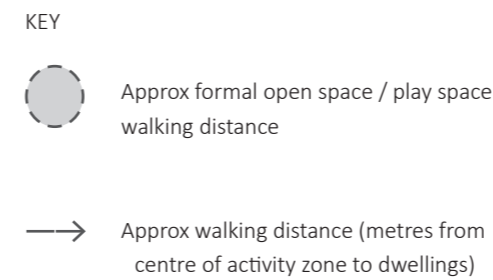 KEY
Approx formal open space / play space
walking distance
Approx walking distance (metres from
centre of activity zone to dwellings)